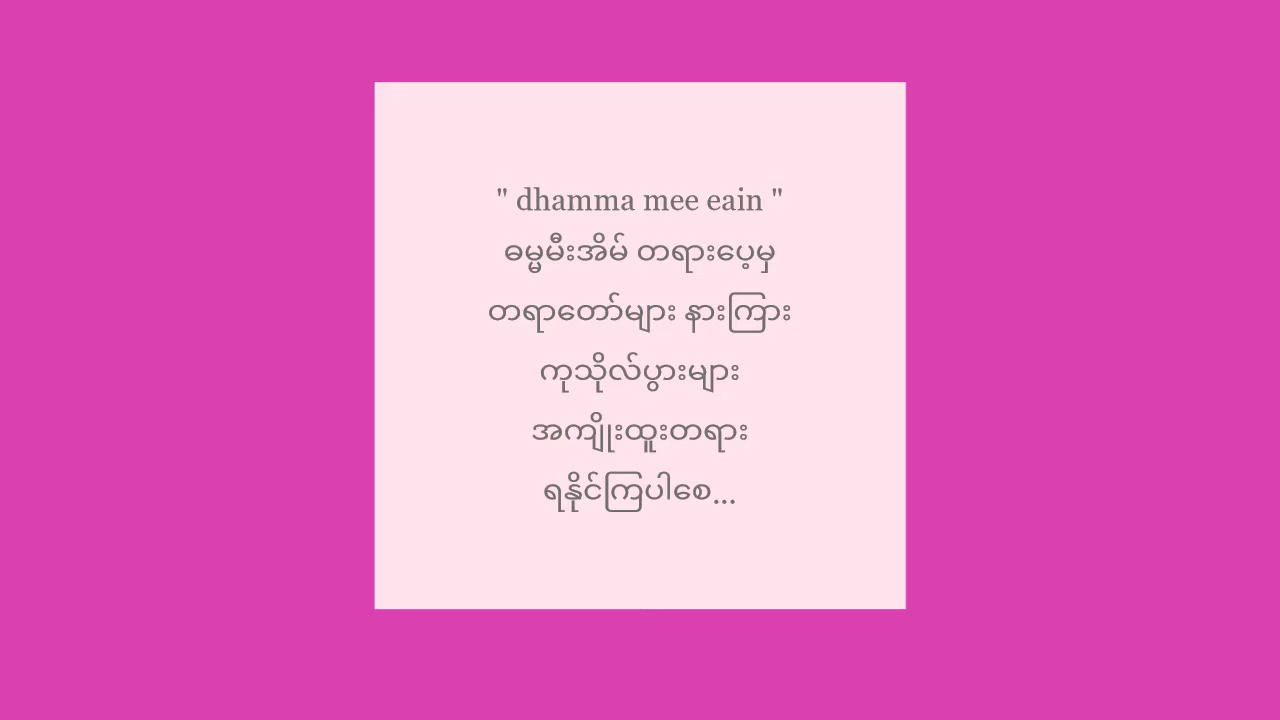 " dhamma mee eain "
ဓမ္မမီးအိမ် တရားပေ့မှ
တရာတော်များ နားကြား
ကုသိုလ်ပွားများ
အကျိုးထူးတရား
ရနိုင်ကြပါစေ...